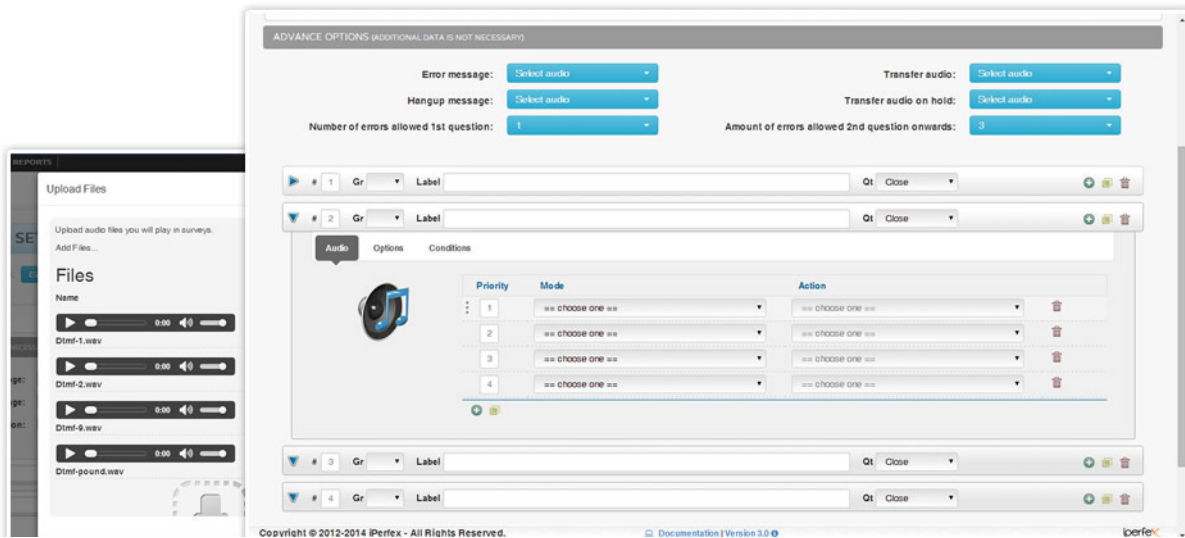 REPORTS
Upload Files
Upload audio files you will play in surveys.
Add Files...
Files
Name
0:00
Dtmf-1.wav
0:00
Dtmf-2.wav
0:00
Dtmf-9.wav
0:00
Dtmf-pound.wav
ADVANCE OPTIONS (ADDITIONAL DATA IS NOT NECESSARY)
Error message: Select audio Transfer audio: Select audio
Hangup message: Select audio Transfer audio on hold: Select audio
Number of errors allowed 1st question: 1 Amount of errors allowed 2nd question onwards: 3
# 1 Gr Label Qt Close
# 2 Gr Label Qt Close
Audio Options Conditions
Priority Mode Action
1 == choose one == == choose one ==
2 == choose one == == choose one ==
3 == choose one == == choose one ==
4 == choose one == == choose one ==
# 3 Gr Label Qt Close
# 4 Gr Label Qt Close
Copyright © 2012-2014 iPerfex - All Rights Reserved. Documentation | Version 3.0 iperfex